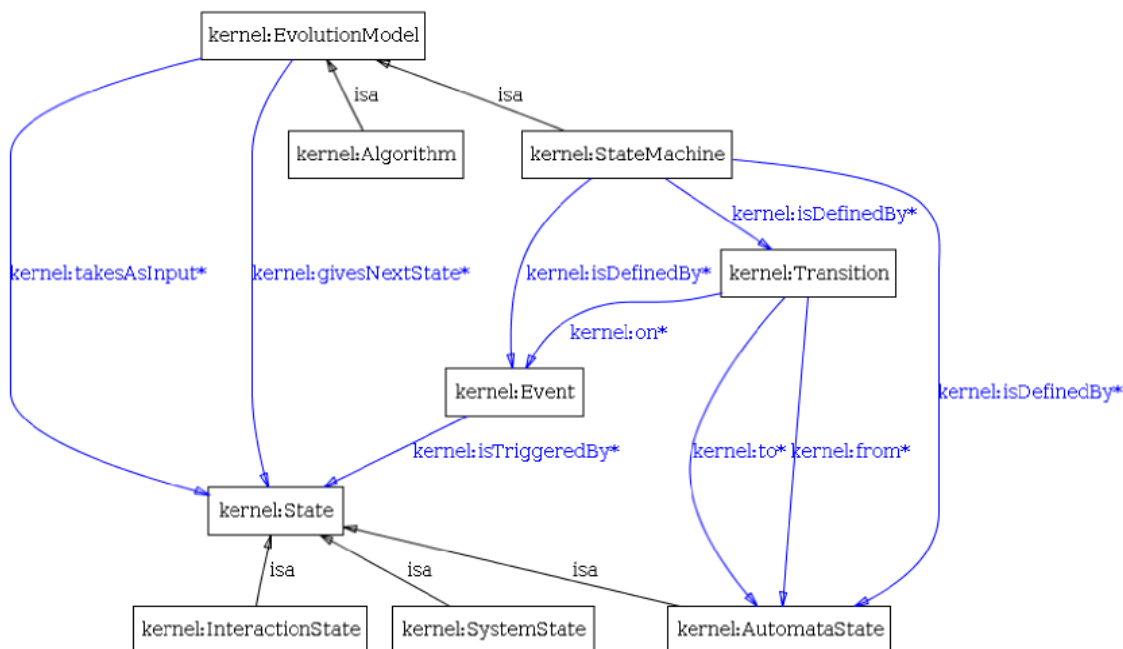 kernel:EvolutionModel
isa
isa
kernel:Algorithm
kernel:StateMachine
kernel:isDefinedBy*
kernel:takesAsInput*
kernel:givesNextState*
kernel:isDefinedBy*
kernel:Transition
kernel:on*
kernel:Event
kernel:isDefinedBy*
kernel:isTriggeredBy*
kernel:to*
kernel:from*
kernel:State
isa
isa
isa
kernel:InteractionState
kernel:SystemState
kernel:AutomataState